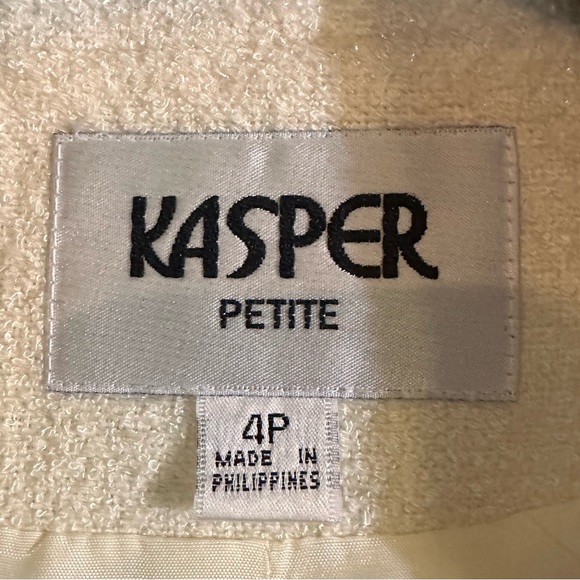 KASPER
PETITE
4P
MADE IN
PHILIPPINES